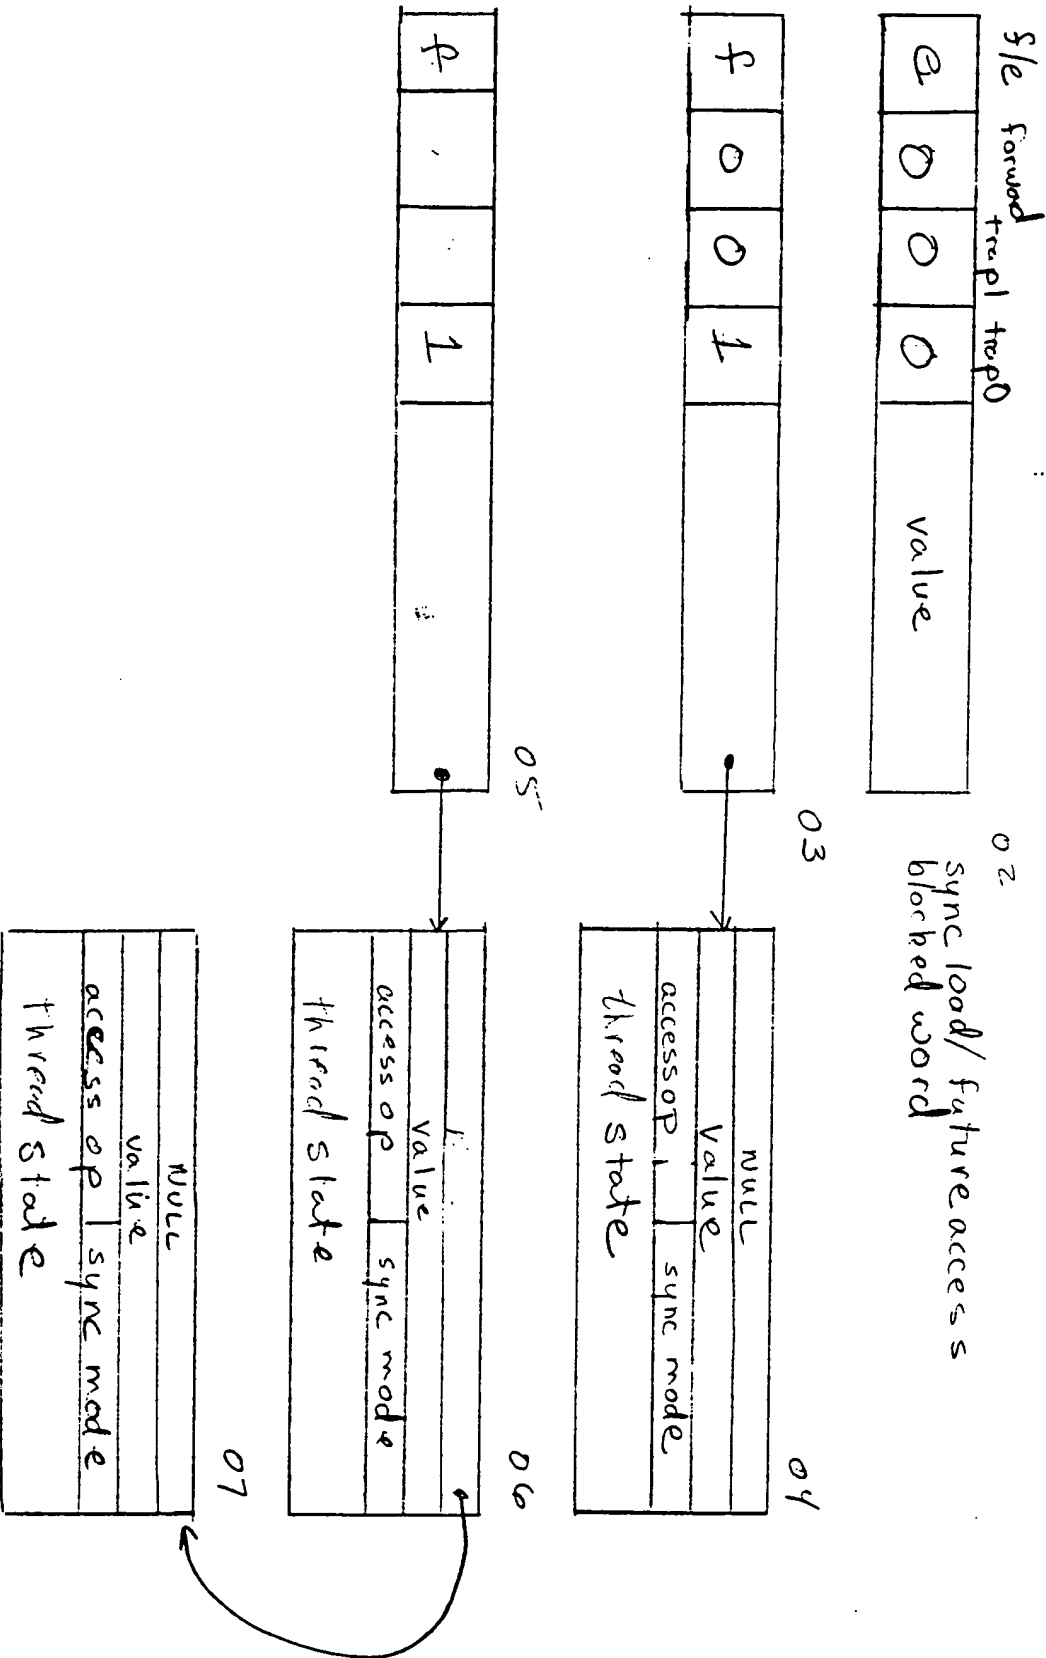 f/e forward trap1 trap0
02
sync load/future access
blocked word
e 0 0 0 value
03
f 0 0 1
04
NULL
value
access op sync mode
thread state
05
f 1
06
value
access op sync mode
thread state
07
NULL
value
access op sync mode
thread state